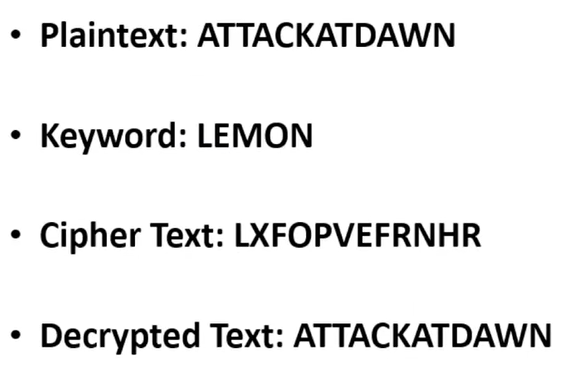 • Plaintext: ATTACKATDAWN
• Keyword: LEMON
• Cipher Text: LXFOPVEFRNHR
• Decrypted Text: ATTACKATDAWN